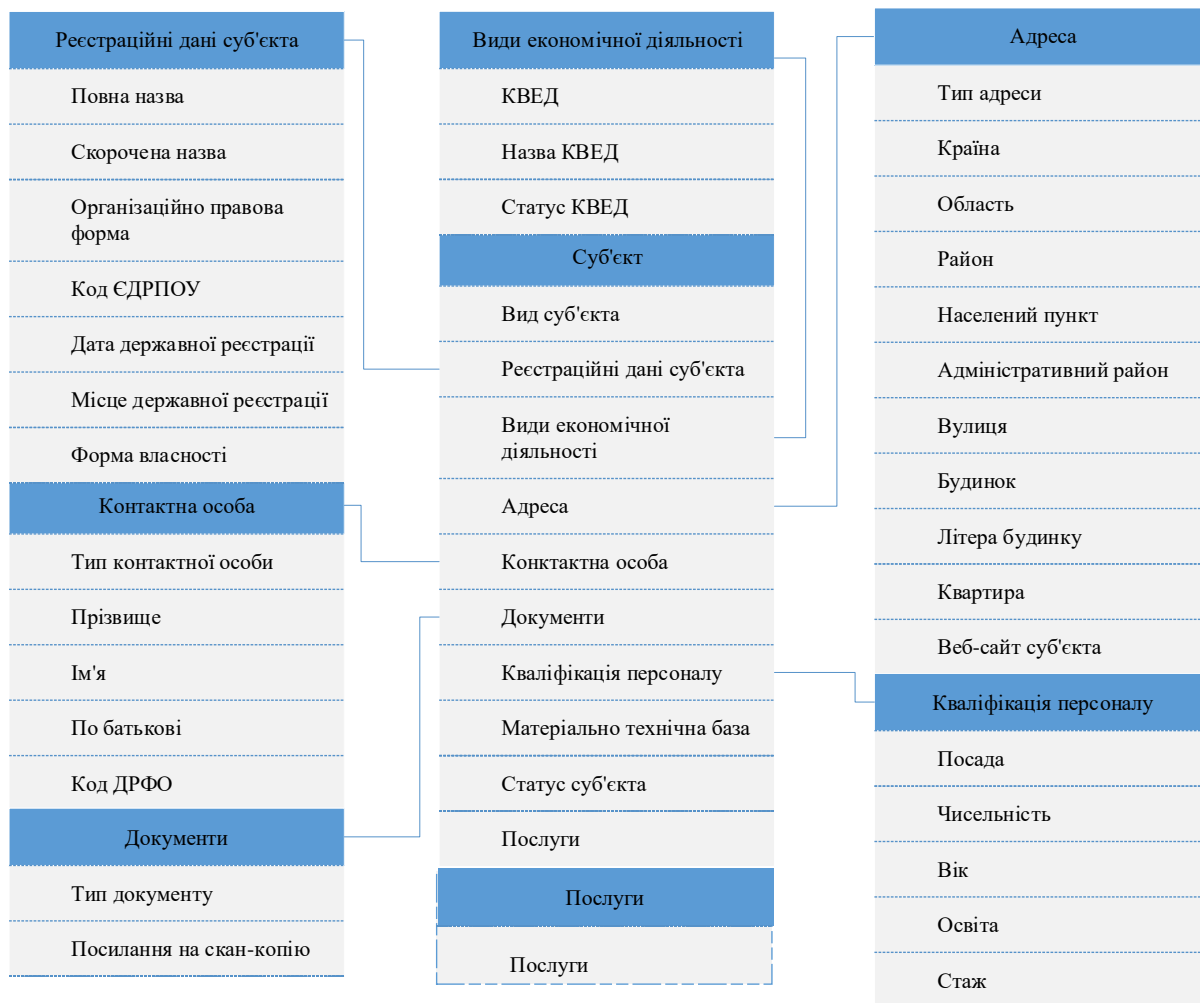 Реєстраційні дані суб'єкта
Повна назва
Скорочена назва
Організаційно правова
форма
Код ЄДРПОУ
Дата державної реєстрації
Місце державної реєстрації
Форма власності
Контактна особа
Тип контактної особи
Прізвище
Ім'я
По батькові
Код ДРФО
Документи
Тип документу
Посилання на скан-копію
Види економічної діяльності
КВЕД
Назва КВЕД
Статус КВЕД
Суб'єкт
Вид суб'єкта
Реєстраційні дані суб'єкта
Види економічної
діяльності
Адреса
Конктактна особа
Документи
Кваліфікація персоналу
Матеріально технічна база
Статус суб'єкта
Послуги
Послуги
Послуги
Адреса
Тип адреси
Країна
Область
Район
Населений пункт
Адміністративний район
Вулиця
Будинок
Літера будинку
Квартира
Веб-сайт суб'єкта
Кваліфікація персоналу
Посада
Чисельність
Вік
Освіта
Стаж